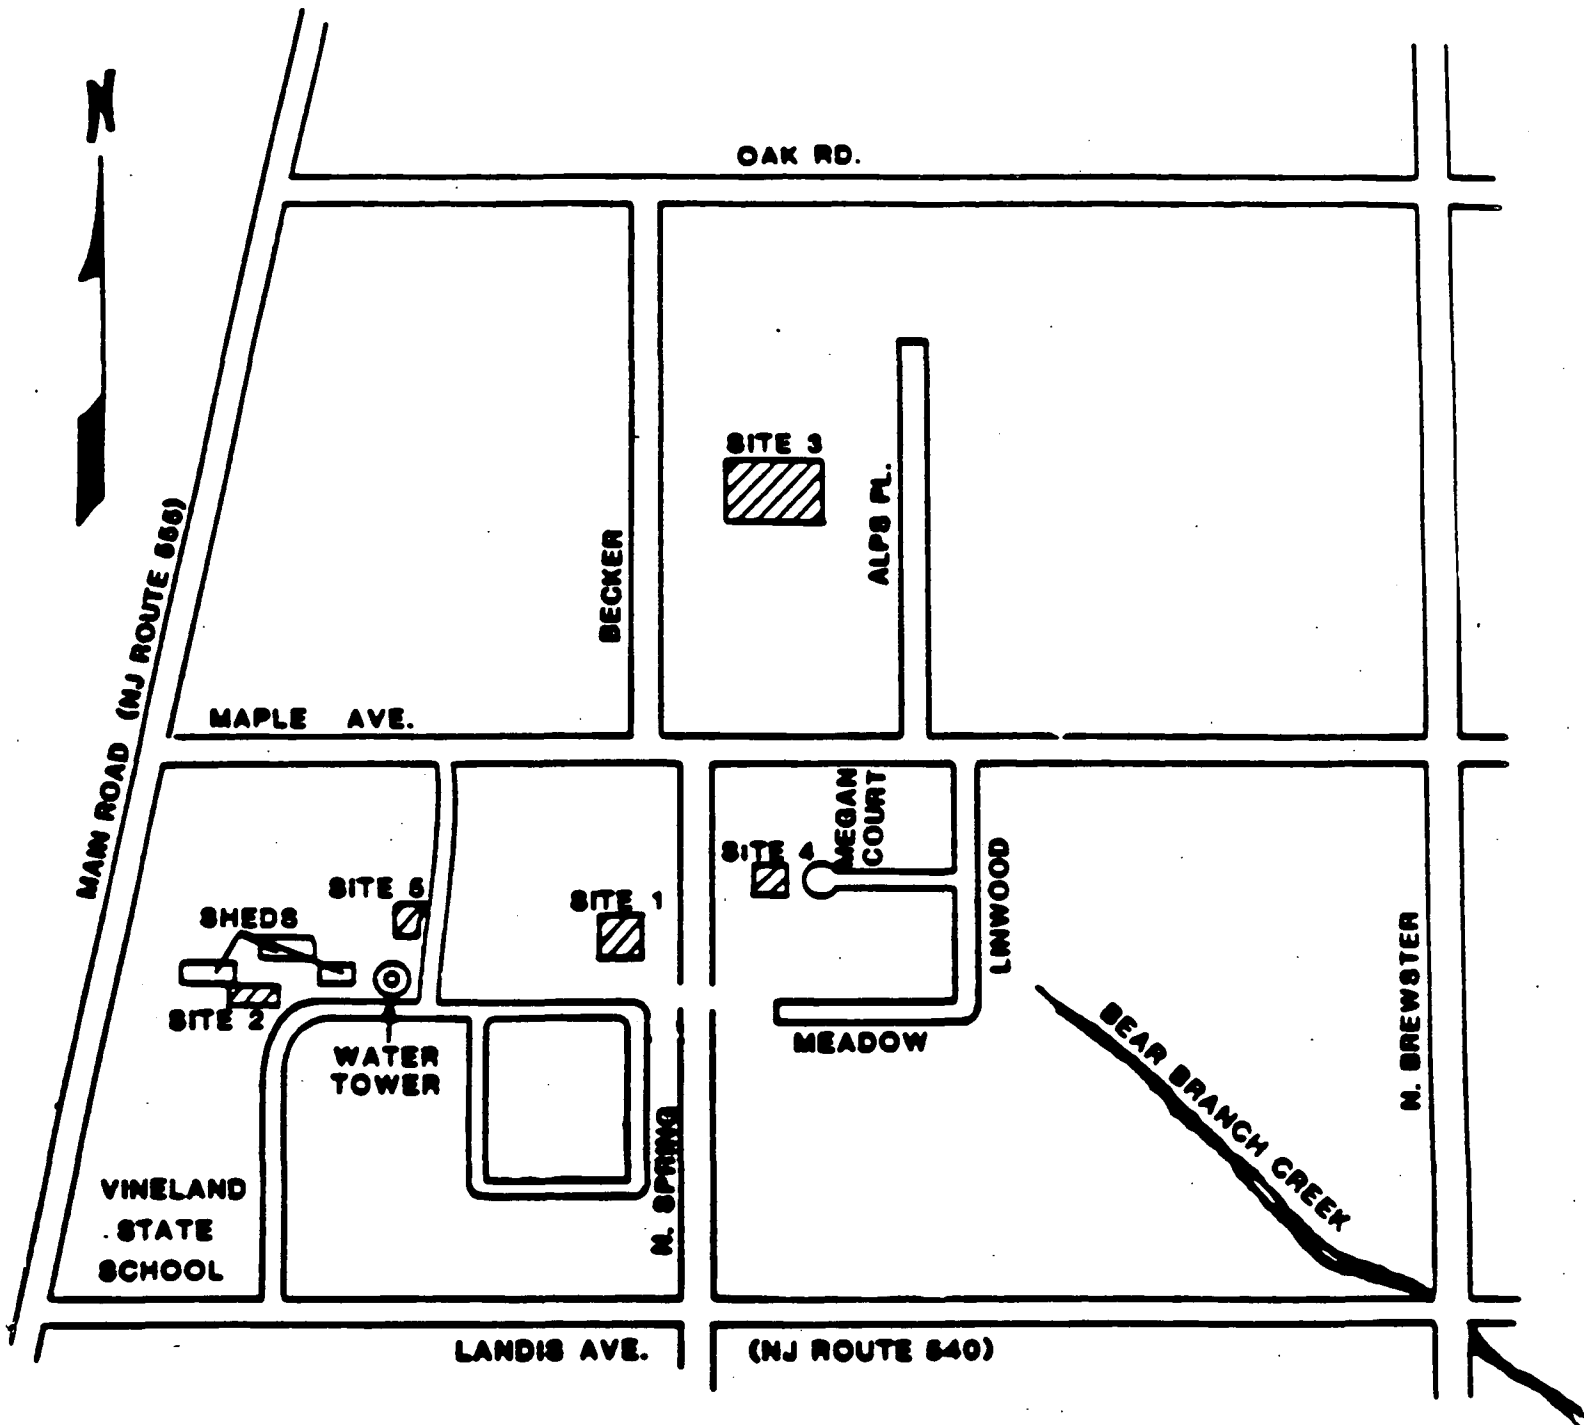 N
OAK RD.
SITE 3
ALPS PL.
BECKER
MAIN ROAD (NJ ROUTE 555)
MAPLE AVE.
MEGAN
COURT
SITE 4
LINWOOD
SITE 5
SITE 1
SHEDS
SITE 2
WATER
TOWER
MEADOW
N. BREWSTER
BEAR BRANCH CREEK
N. SPRING
VINELAND
STATE
SCHOOL
LANDIS AVE.
(NJ ROUTE 540)